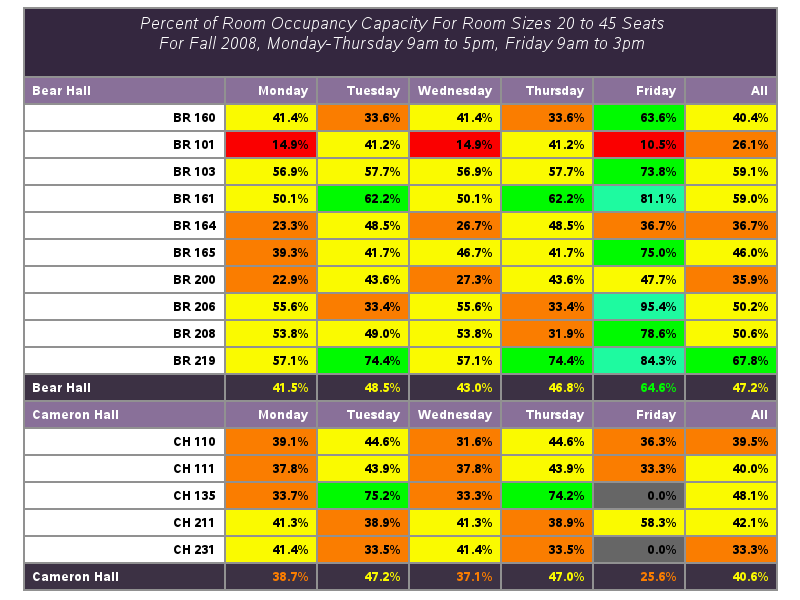 Percent of Room Occupancy Capacity For Room Sizes 20 to 45 Seats
For Fall 2008, Monday-Thursday 9am to 5pm, Friday 9am to 3pm
Bear Hall Monday Tuesday Wednesday Thursday Friday All
BR 160 41.4% 33.6% 41.4% 33.6% 63.6% 40.4%
BR 101 14.9% 41.2% 14.9% 41.2% 10.5% 26.1%
BR 103 56.9% 57.7% 56.9% 57.7% 73.8% 59.1%
BR 161 50.1% 62.2% 50.1% 62.2% 81.1% 59.0%
BR 164 23.3% 48.5% 26.7% 48.5% 36.7% 36.7%
BR 165 39.3% 41.7% 46.7% 41.7% 75.0% 46.0%
BR 200 22.9% 43.6% 27.3% 43.6% 47.7% 35.9%
BR 206 55.6% 33.4% 55.6% 33.4% 95.4% 50.2%
BR 208 53.8% 49.0% 53.8% 31.9% 78.6% 50.6%
BR 219 57.1% 74.4% 57.1% 74.4% 84.3% 67.8%
Bear Hall 41.5% 48.5% 43.0% 46.8% 64.6% 47.2%
Cameron Hall Monday Tuesday Wednesday Thursday Friday All
CH 110 39.1% 44.6% 31.6% 44.6% 36.3% 39.5%
CH 111 37.8% 43.9% 37.8% 43.9% 33.3% 40.0%
CH 135 33.7% 75.2% 33.3% 74.2% 0.0% 48.1%
CH 211 41.3% 38.9% 41.3% 38.9% 58.3% 42.1%
CH 231 41.4% 33.5% 41.4% 33.5% 0.0% 33.3%
Cameron Hall 38.7% 47.2% 37.1% 47.0% 25.6% 40.6%